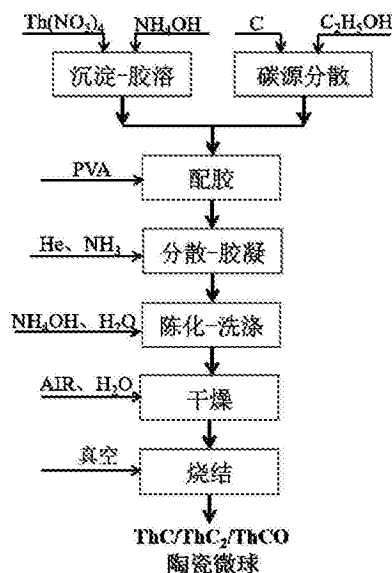 Th(NO3)4 NH4OH C C2H5OH
沉淀-胶溶 碳源分散
PVA
配胶
He、NH3
分散-胶凝
NH4OH、H2O
陈化-洗涤
AIR、H2O
干燥
真空
烧结
ThC/ThC2/ThCO
陶瓷微球